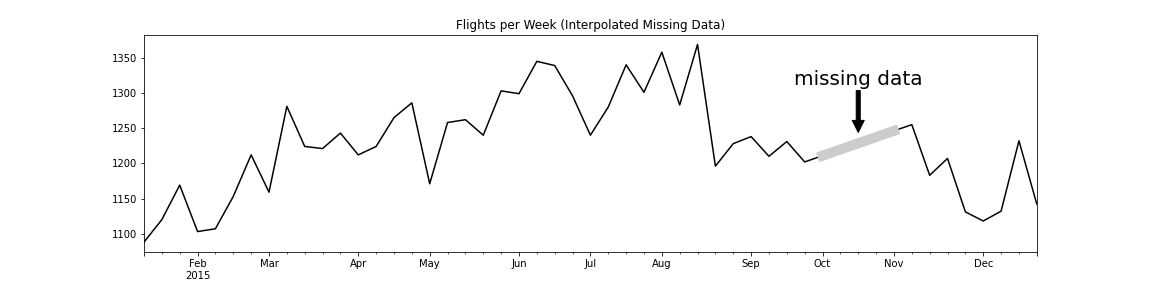 Flights per Week (Interpolated Missing Data)
1350
1300
1250
1200
1150
1100
missing data
Feb Mar Apr May Jun Jul Aug Sep Oct Nov Dec
2015